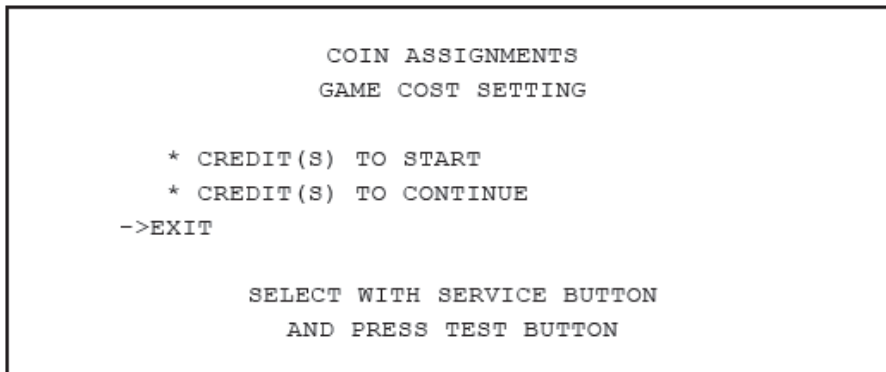 COIN ASSIGNMENTS
GAME COST SETTING
* CREDIT(S) TO START
* CREDIT(S) TO CONTINUE
->EXIT
SELECT WITH SERVICE BUTTON
AND PRESS TEST BUTTON